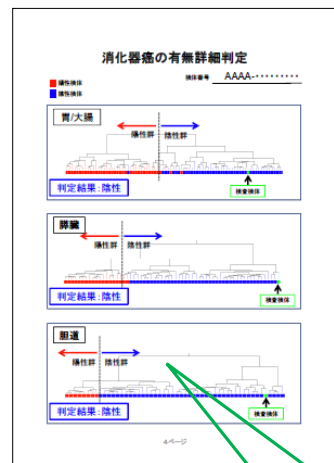 消化器癌の有無詳細判定
検体番号 AAAA-·········
陽性検体
陰性検体
胃/大腸
陽性群 陰性群
判定結果：陰性
検査検体
膵臓
陽性群 陰性群
判定結果：陰性
検査検体
胆道
陽性群 陰性群
判定結果：陰性
検査検体
4ページ